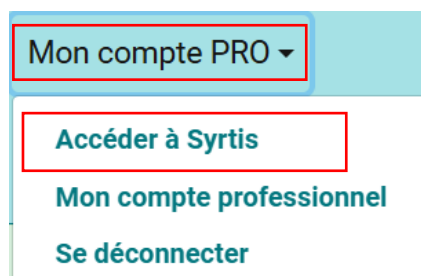 Mon compte PRO
Accéder à Syrtis
Mon compte professionnel
Se déconnecter